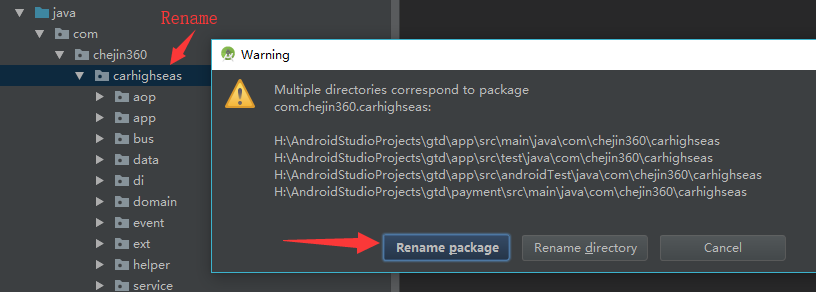 java
Rename
com
chejin360
carhighseas
aop
app
bus
data
di
domain
event
ext
helper
service
Warning
Multiple directories correspond to package
com.chejin360.carhighseas:
H:\AndroidStudioProjects\gtd\app\src\main\java\com\chejin360\carhighseas
H:\AndroidStudioProjects\gtd\app\src\test\java\com\chejin360\carhighseas
H:\AndroidStudioProjects\gtd\app\src\androidTest\java\com\chejin360\carhighseas
H:\AndroidStudioProjects\gtd\payment\src\main\java\com\chejin360\carhighseas
Rename package
Rename directory
Cancel